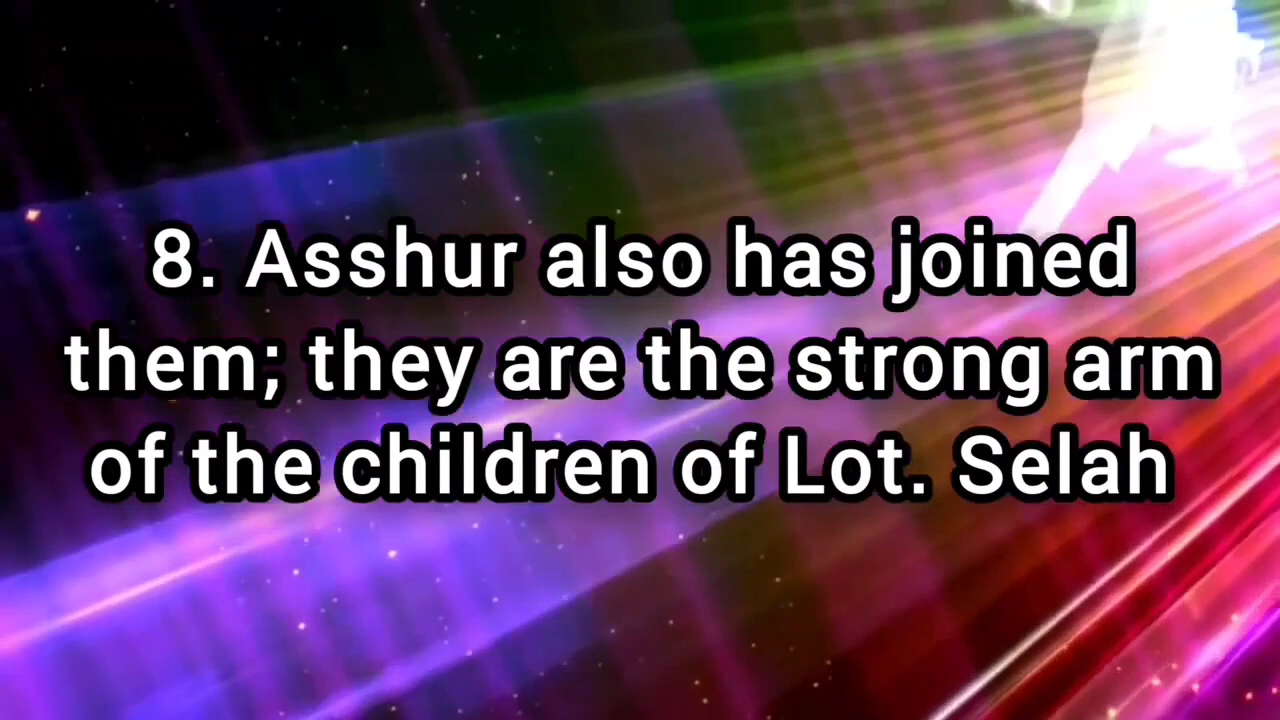 8. Asshur also has joined
them; they are the strong arm
of the children of Lot. Selah